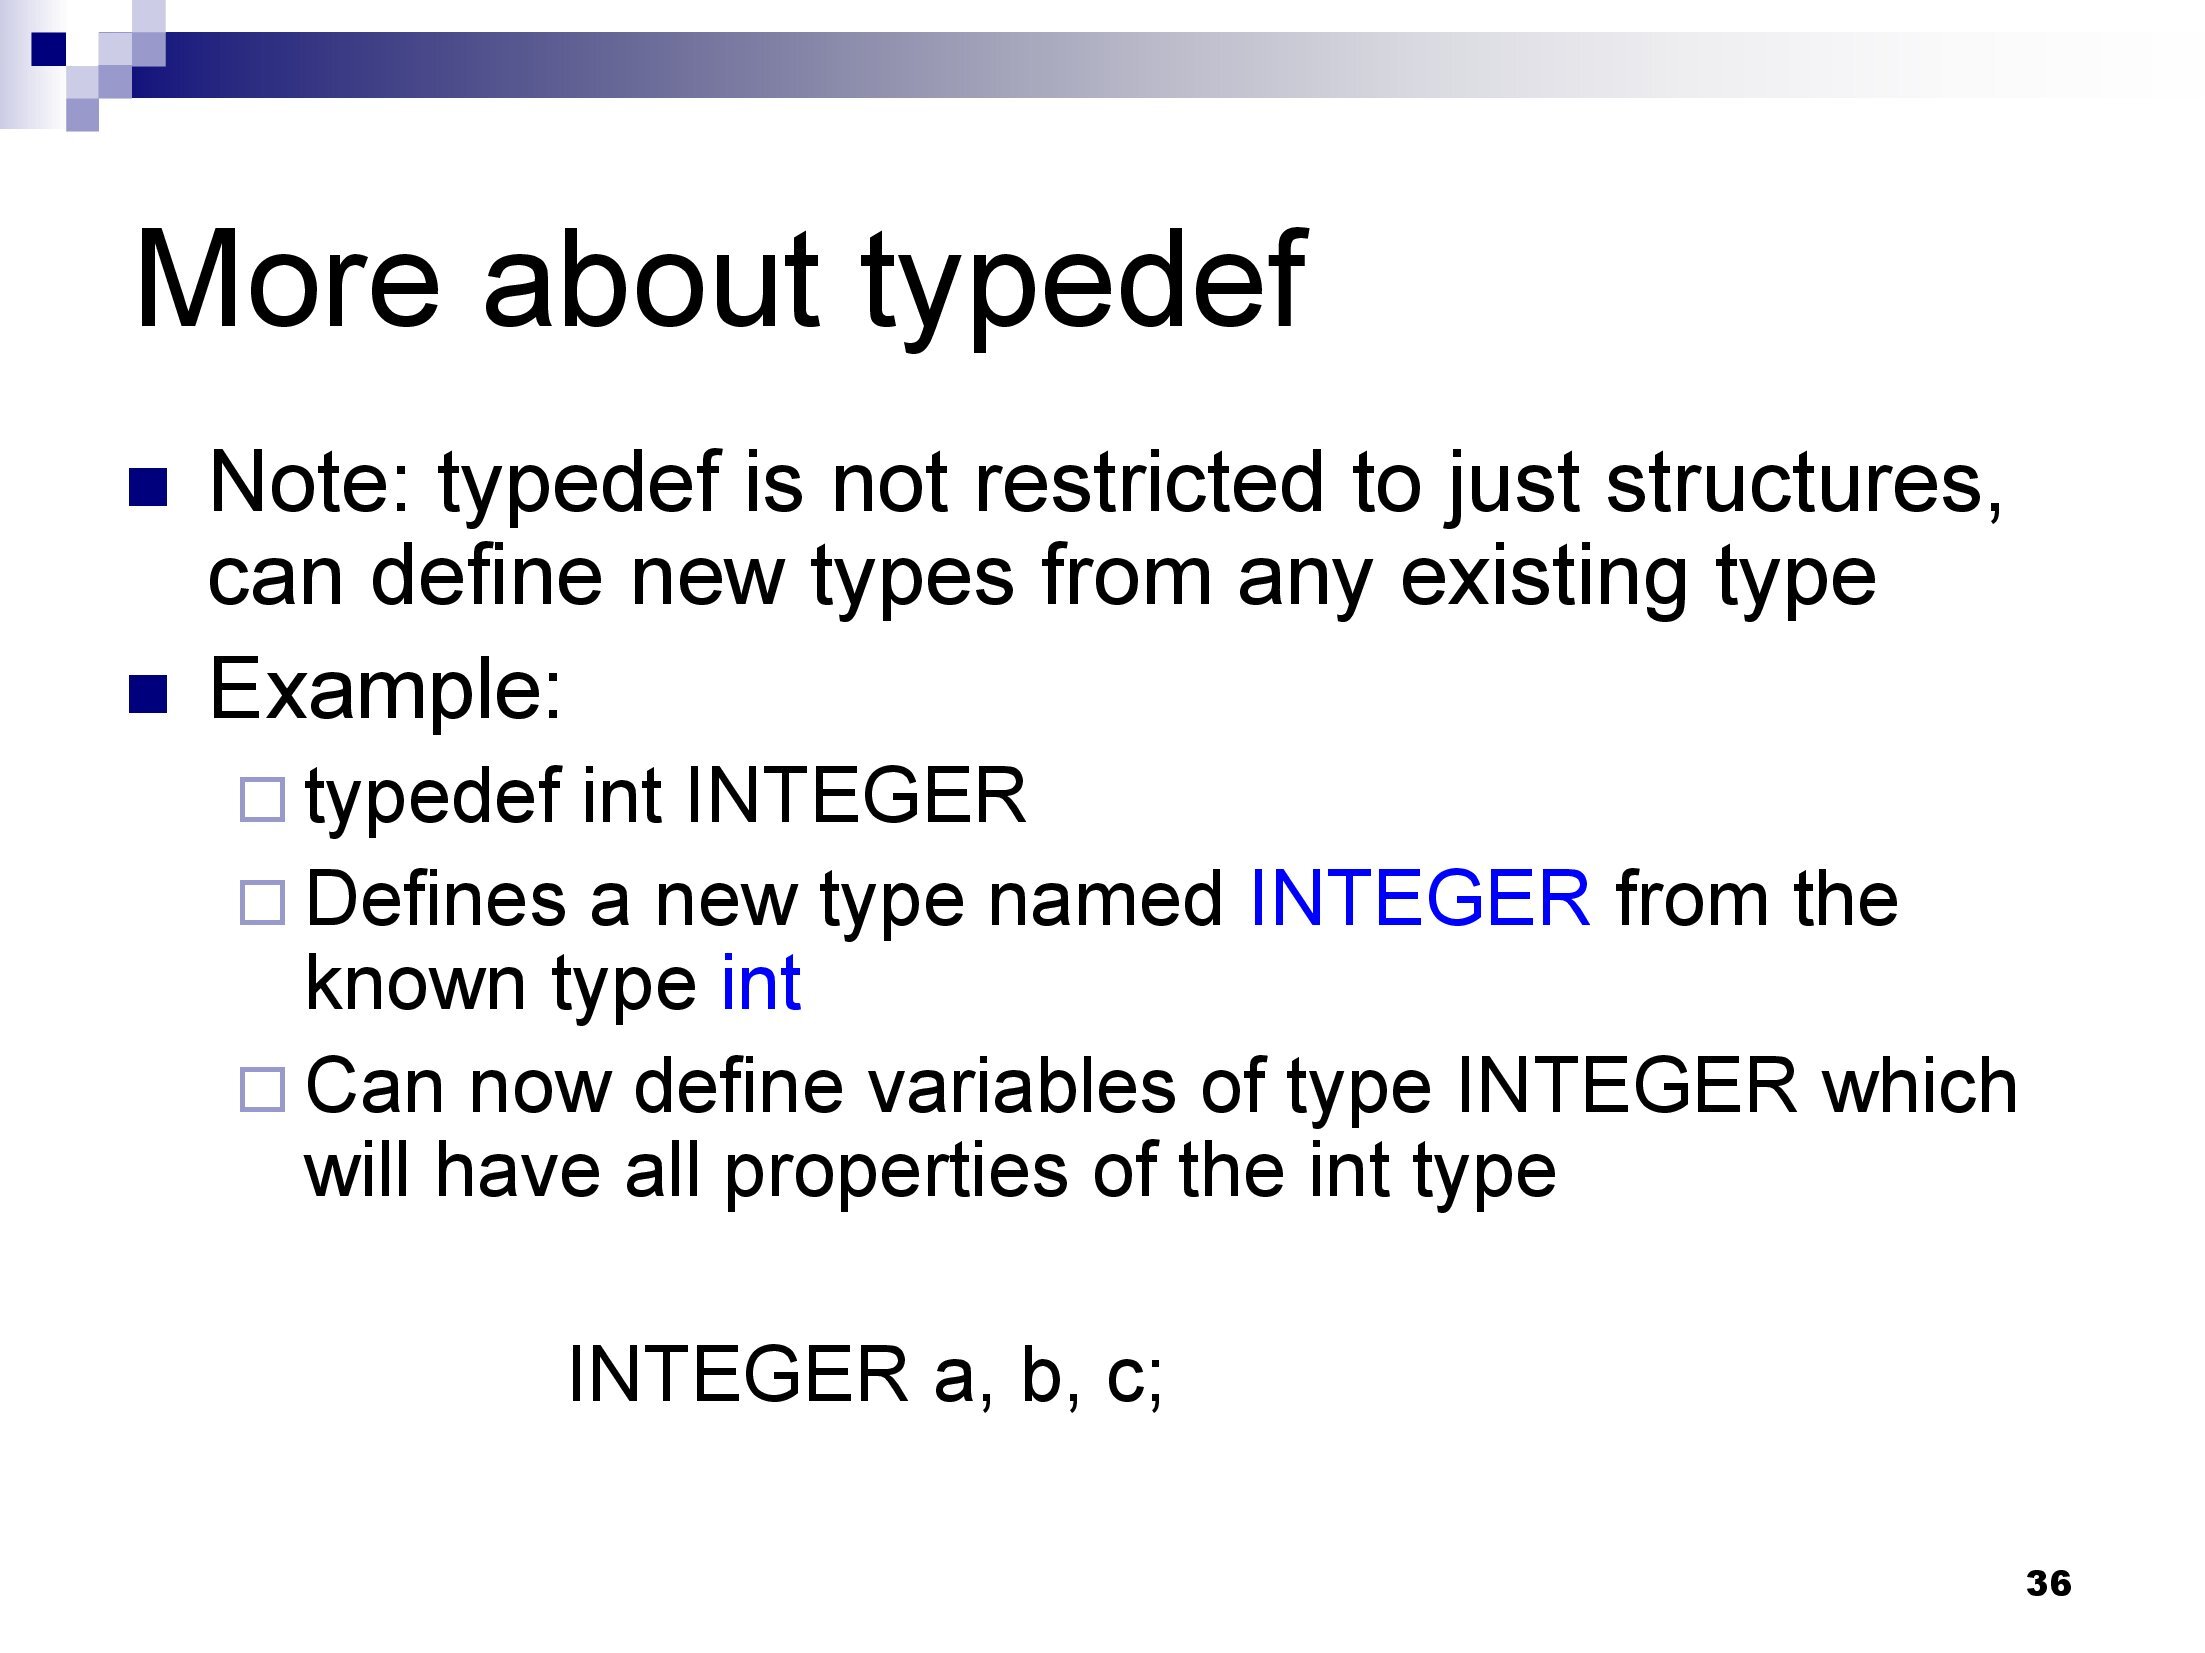 More about typedef
Note: typedef is not restricted to just structures,
can define new types from any existing type
Example:
typedef int INTEGER
Defines a new type named INTEGER from the
known type int
Can now define variables of type INTEGER which
will have all properties of the int type
INTEGER a, b, c;
36